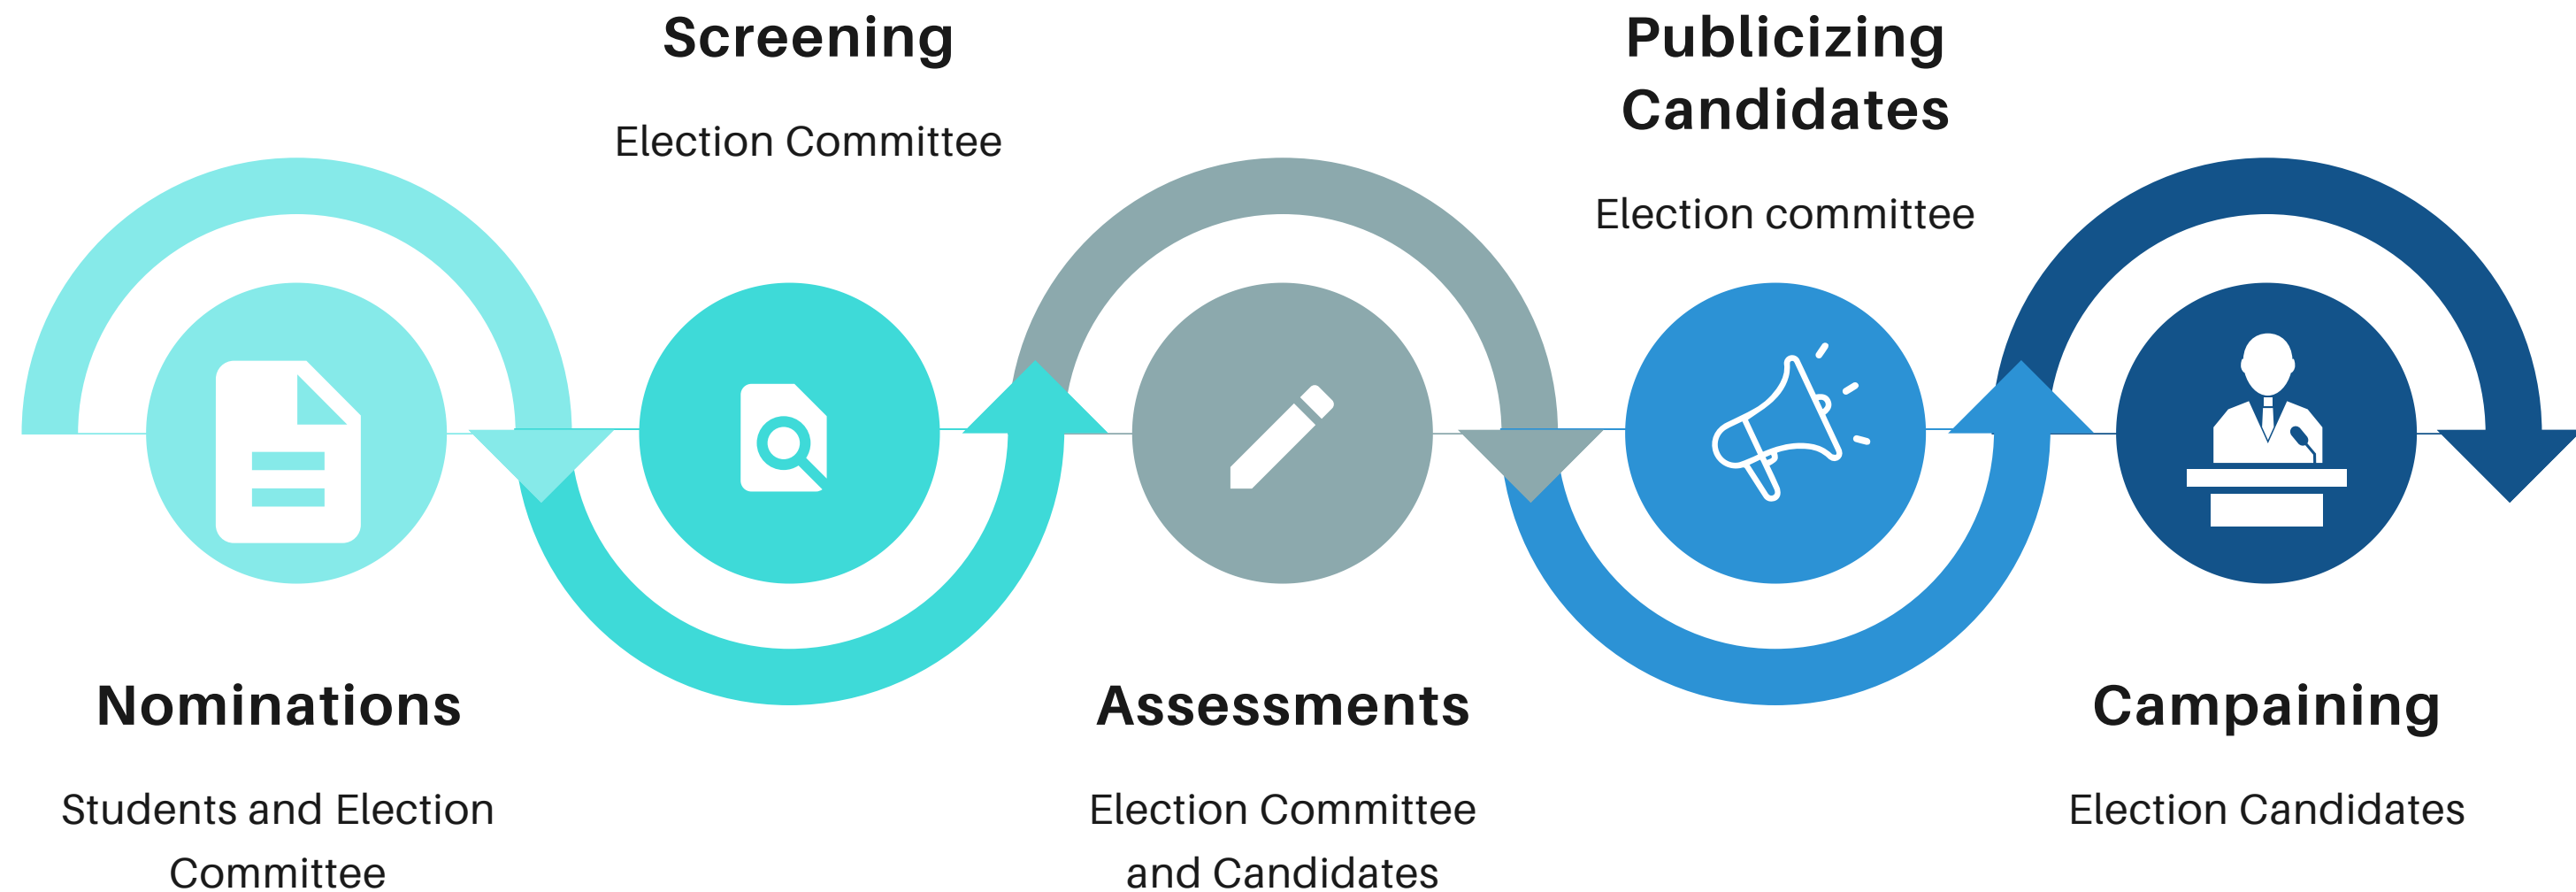 Nominations
Students and Election
Committee
Screening
Election Committee
Assessments
Election Committee
and Candidates
Publicizing
Candidates
Election committee
Campaining
Election Candidates